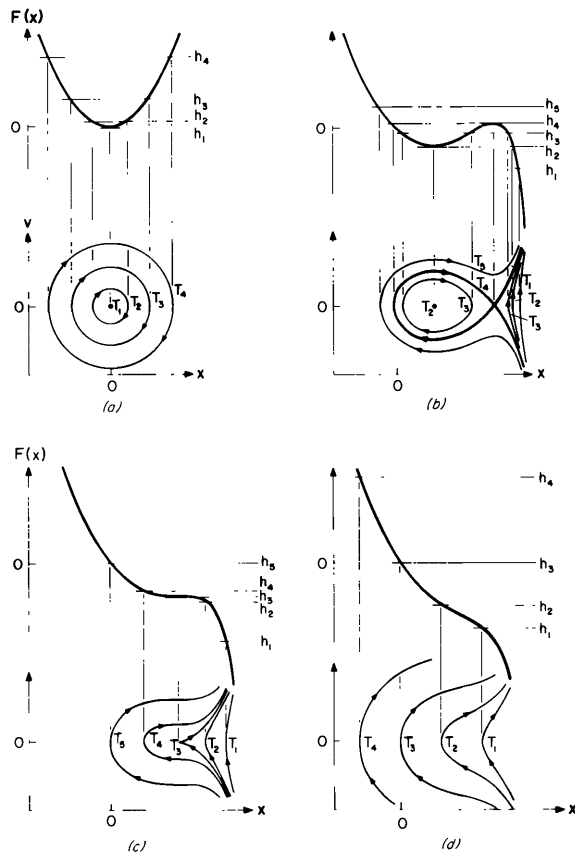 F(x)
h₄
h₃
h₂
h₁
0
v
T₁ T₂ T₃ T₄
0
0
x
(a)
h₅
h₄
h₃
h₂
h₁
0
T₅
T₄
T₁
T₂
T₃
T₂ T₃
0
0
x
(b)
F(x)
0
h₅
h₄
h₃
h₂
h₁
0
T₅ T₄ T₃ T₂ T₁
0
x
(c)
h₄
0
h₃
h₂
h₁
0
T₄ T₃ T₂ T₁
0
x
(d)